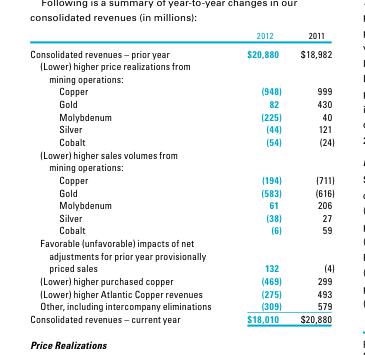 Following is a summary of year-to-year changes in our
consolidated revenues (in millions):
2012 2011
Consolidated revenues – prior year $20,880 $18,982
(Lower) higher price realizations from
mining operations:
Copper (948) 999
Gold 82 430
Molybdenum (225) 40
Silver (44) 121
Cobalt (54) (24)
(Lower) higher sales volumes from
mining operations:
Copper (194) (711)
Gold (583) (616)
Molybdenum 61 206
Silver (38) 27
Cobalt (6) 59
Favorable (unfavorable) impacts of net
adjustments for prior year provisionally
priced sales 132 (4)
(Lower) higher purchased copper (469) 299
(Lower) higher Atlantic Copper revenues (275) 493
Other, including intercompany eliminations (309) 579
Consolidated revenues – current year $18,010 $20,880
Price Realizations